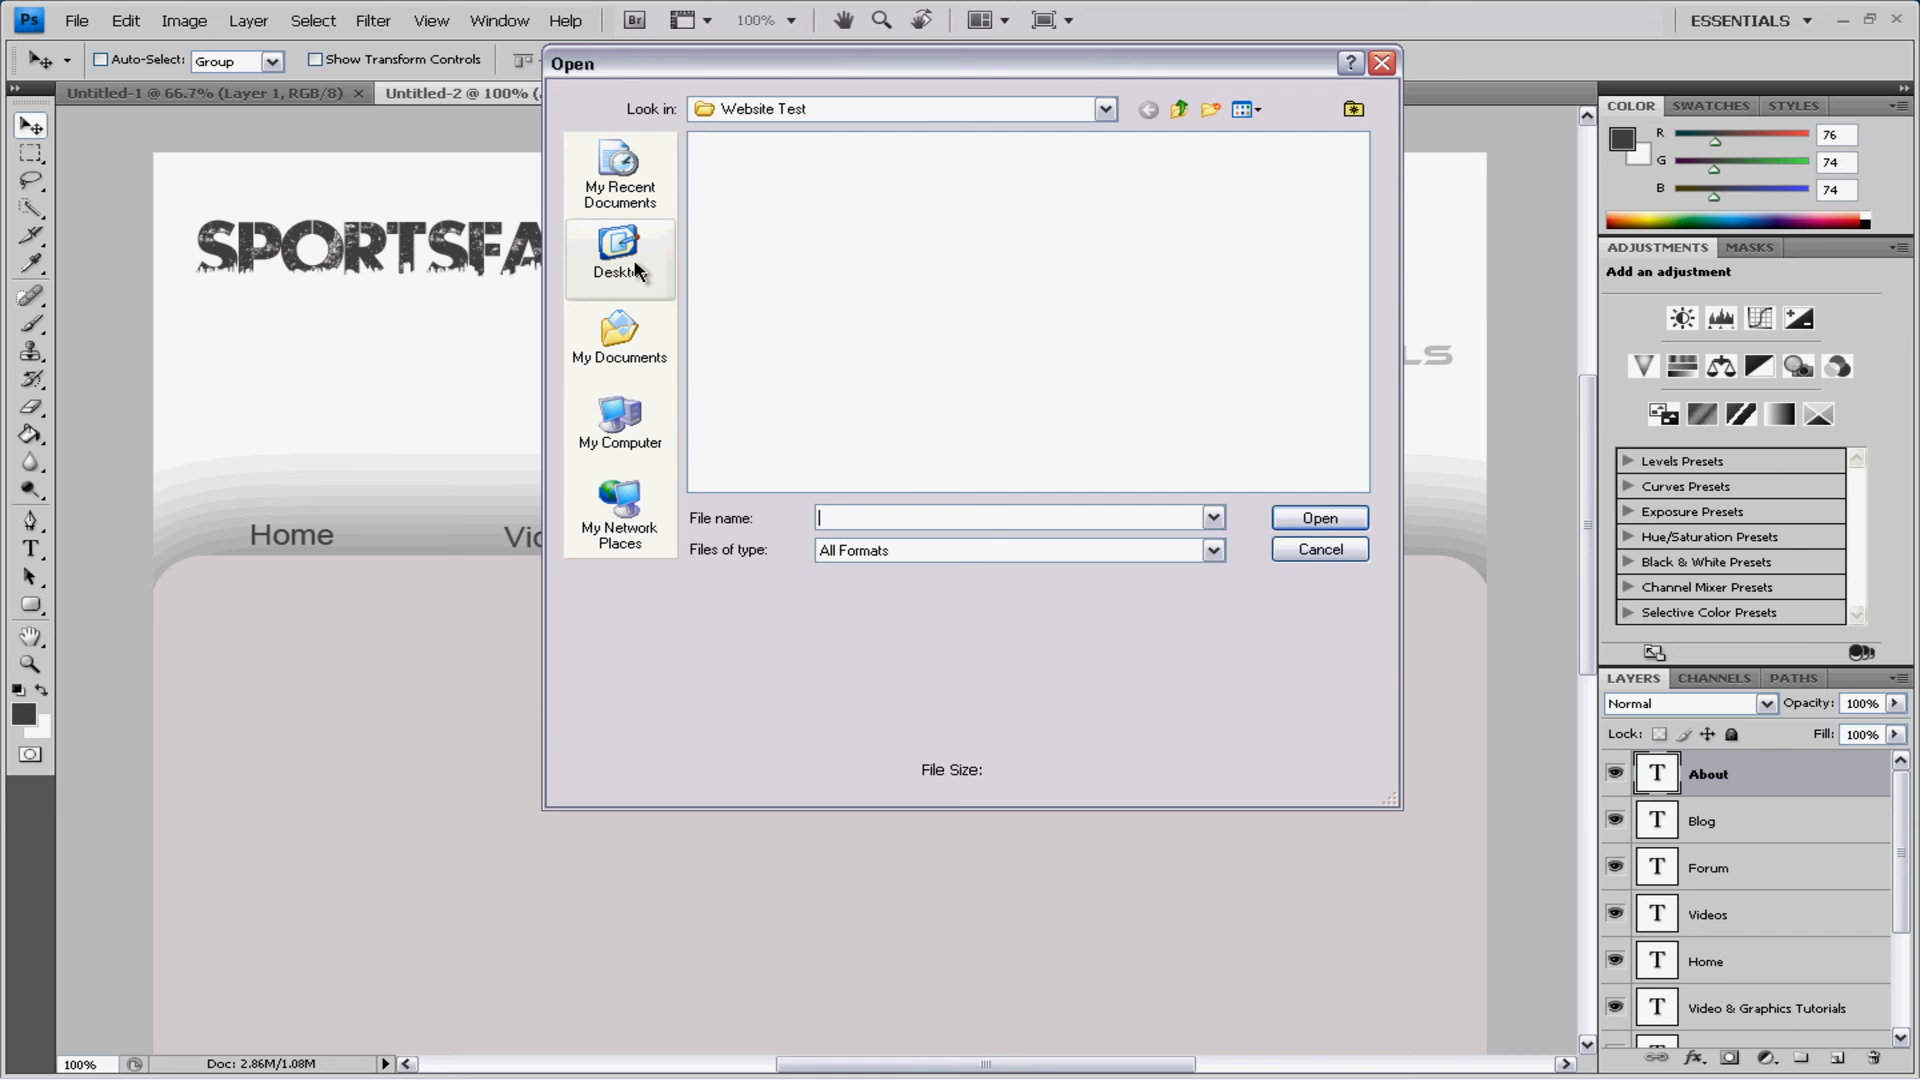 Ps File Edit Image Layer Select Filter View Window Help Br 100% ESSENTIALS
Auto-Select: Group Show Transform Controls
Untitled-1 @ 66.7% (Layer 1, RGB/8) × Untitled-2 @ 100% (
Open
Look in: Website Test
My Recent
Documents
Desktop
My Documents
My Computer
My Network
Places
File name: Open
Files of type: All Formats Cancel
File Size:
SPORTSFA
LS
Home
COLOR SWATCHES STYLES
R 76
G 74
B 74
ADJUSTMENTS MASKS
Add an adjustment
Levels Presets
Curves Presets
Exposure Presets
Hue/Saturation Presets
Black & White Presets
Channel Mixer Presets
Selective Color Presets
LAYERS CHANNELS PATHS
Normal Opacity: 100%
Lock: Fill: 100%
T About
T Blog
T Forum
T Videos
T Home
T Video & Graphics Tutorials
100% Doc: 2.86M/1.08M